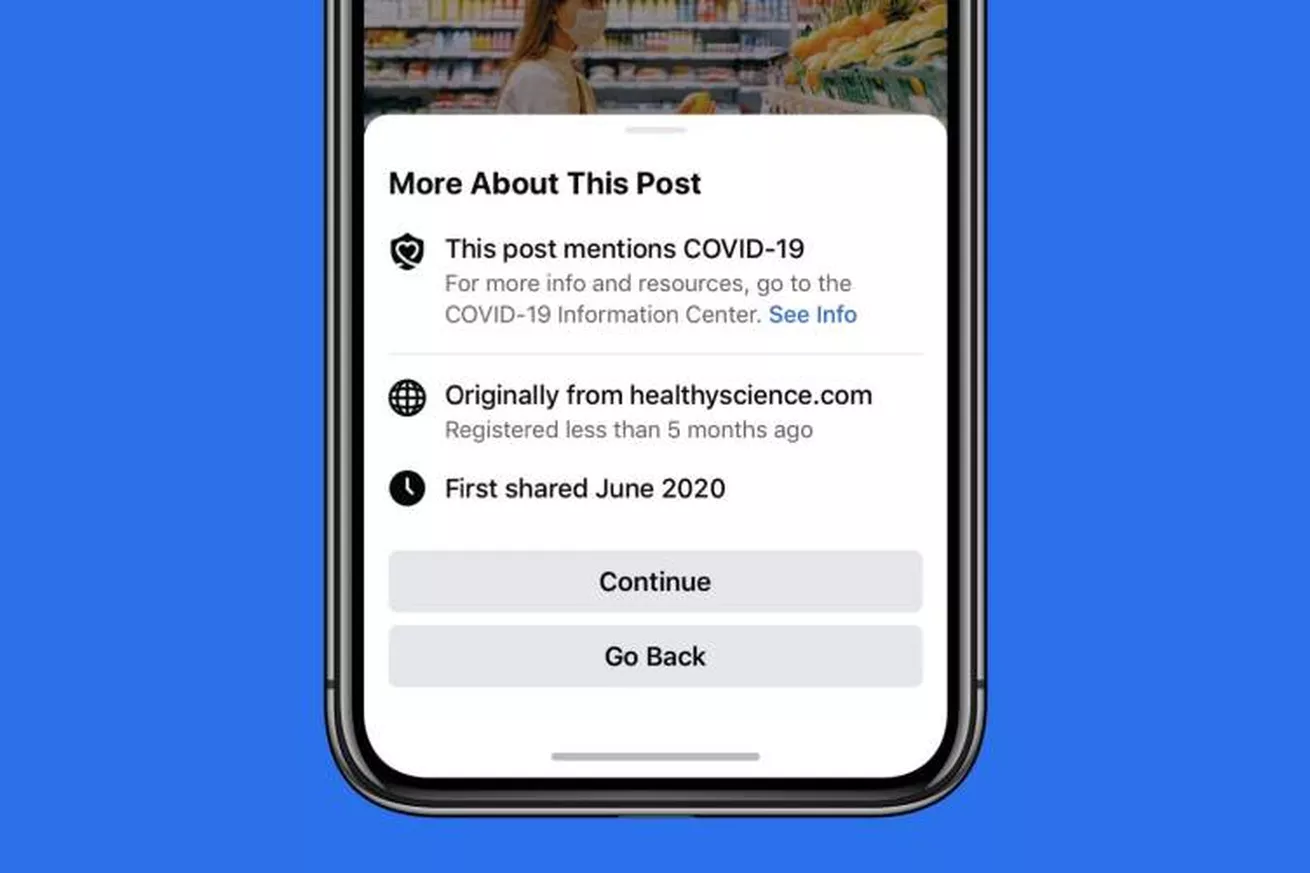 More About This Post
This post mentions COVID-19
For more info and resources, go to the
COVID-19 Information Center. See Info
Originally from healthyscience.com
Registered less than 5 months ago
First shared June 2020
Continue
Go Back